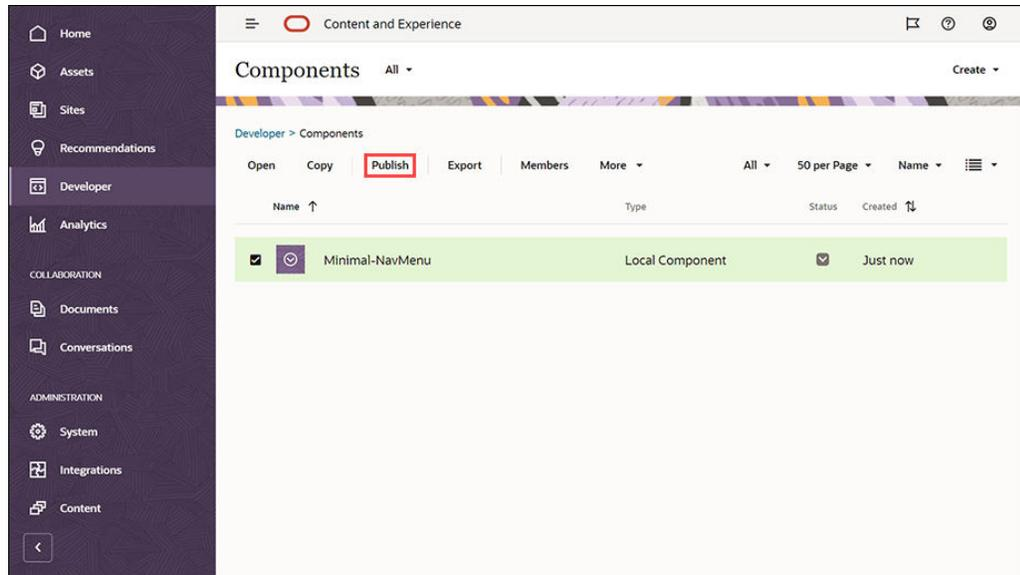 Content and Experience
Components All
Create
Home
Assets
Sites
Recommendations
Developer
Analytics
COLLABORATION
Documents
Conversations
ADMINISTRATION
System
Integrations
Content
Developer > Components
Open Copy Publish Export Members More All 50 per Page Name
Name Type Status Created
Minimal-NavMenu Local Component Just now